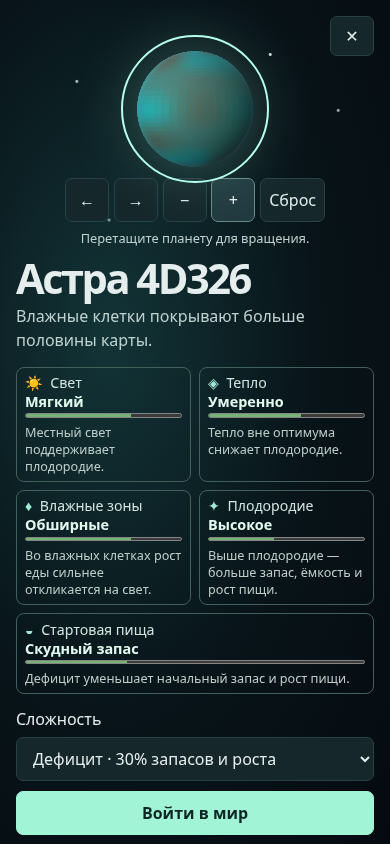 ✕
← → − + Сброс
Перетащите планету для вращения.
Астра 4D326
Влажные клетки покрывают больше
половины карты.
☀️ Свет
Мягкий
Местный свет
поддерживает
плодородие.
◈ Тепло
Умеренно
Тепло вне оптимума
снижает плодородие.
♦ Влажные зоны
Обширные
Во влажных клетках рост
еды сильнее
откликается на свет.
✦ Плодородие
Высокое
Выше плодородие —
больше запас, ёмкость и
рост пищи.
◒ Стартовая пища
Скудный запас
Дефицит уменьшает начальный запас и рост пищи.
Сложность
Дефицит · 30% запасов и роста
Войти в мир